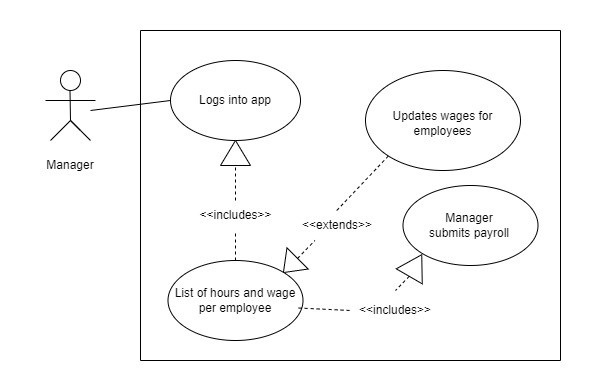 Logs into app
Updates wages for
employees
Manager
<<includes>>
<<extends>>
Manager
submits payroll
List of hours and wage
per employee
<<includes>>